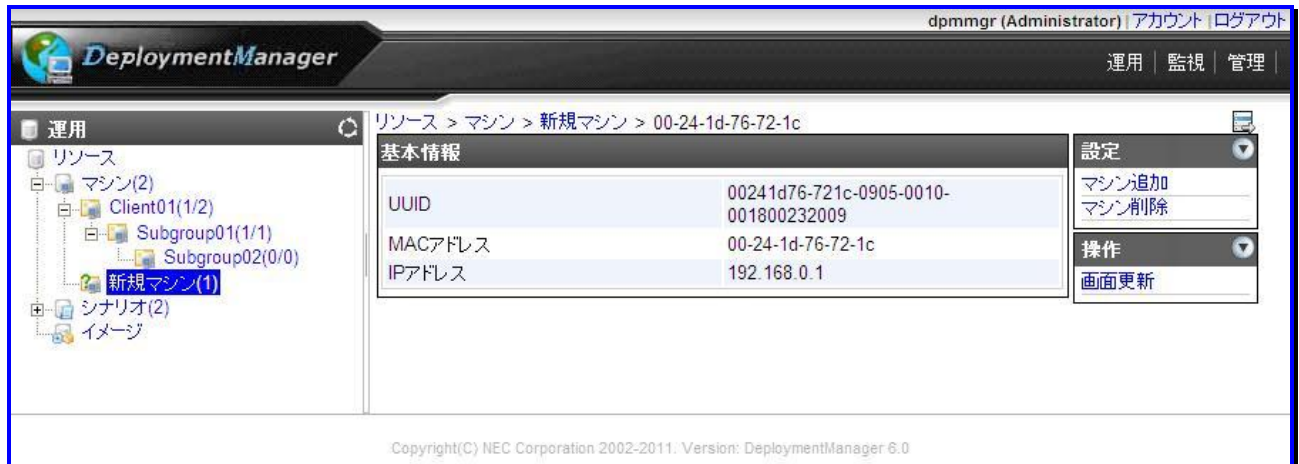 dpmmgr (Administrator) | アカウント | ログアウト
DeploymentManager
運用 | 監視 | 管理 |
運用
リソース
マシン(2)
Client01(1/2)
Subgroup01(1/1)
Subgroup02(0/0)
新規マシン(1)
シナリオ(2)
イメージ
リソース > マシン > 新規マシン > 00-24-1d-76-72-1c
基本情報
UUID 00241d76-721c-0905-0010-
001800232009
MACアドレス 00-24-1d-76-72-1c
IPアドレス 192.168.0.1
設定
マシン追加
マシン削除
操作
画面更新
Copyright(C) NEC Corporation 2002-2011. Version: DeploymentManager 6.0